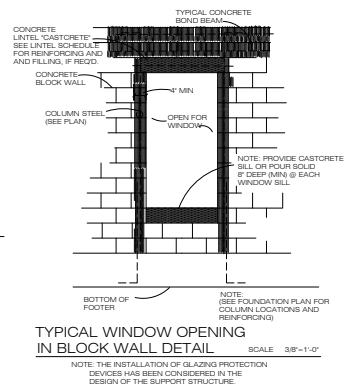 TYPICAL CONCRETE
BOND BEAM
CONCRETE
LINTEL "CASTCRETE"
SEE LINTEL SCHEDULE
FOR REINFORCING AND
AND FILLING, IF REQ'D.
CONCRETE
BLOCK WALL
4" MIN
COLUMN STEEL
(SEE PLAN)
OPEN FOR
WINDOW
NOTE: PROVIDE CASTCRETE
SILL OR POUR SOLID
8" DEEP (MIN) @ EACH
WINDOW SILL
BOTTOM OF
FOOTER
NOTE:
(SEE FOUNDATION PLAN FOR
COLUMN LOCATIONS AND
REINFORCING)
TYPICAL WINDOW OPENING
IN BLOCK WALL DETAIL
SCALE 3/8"=1'-0"
NOTE: THE INSTALLATION OF GLAZING PROTECTION
DEVICES HAS BEEN CONSIDERED IN THE
DESIGN OF THE SUPPORT STRUCTURE.